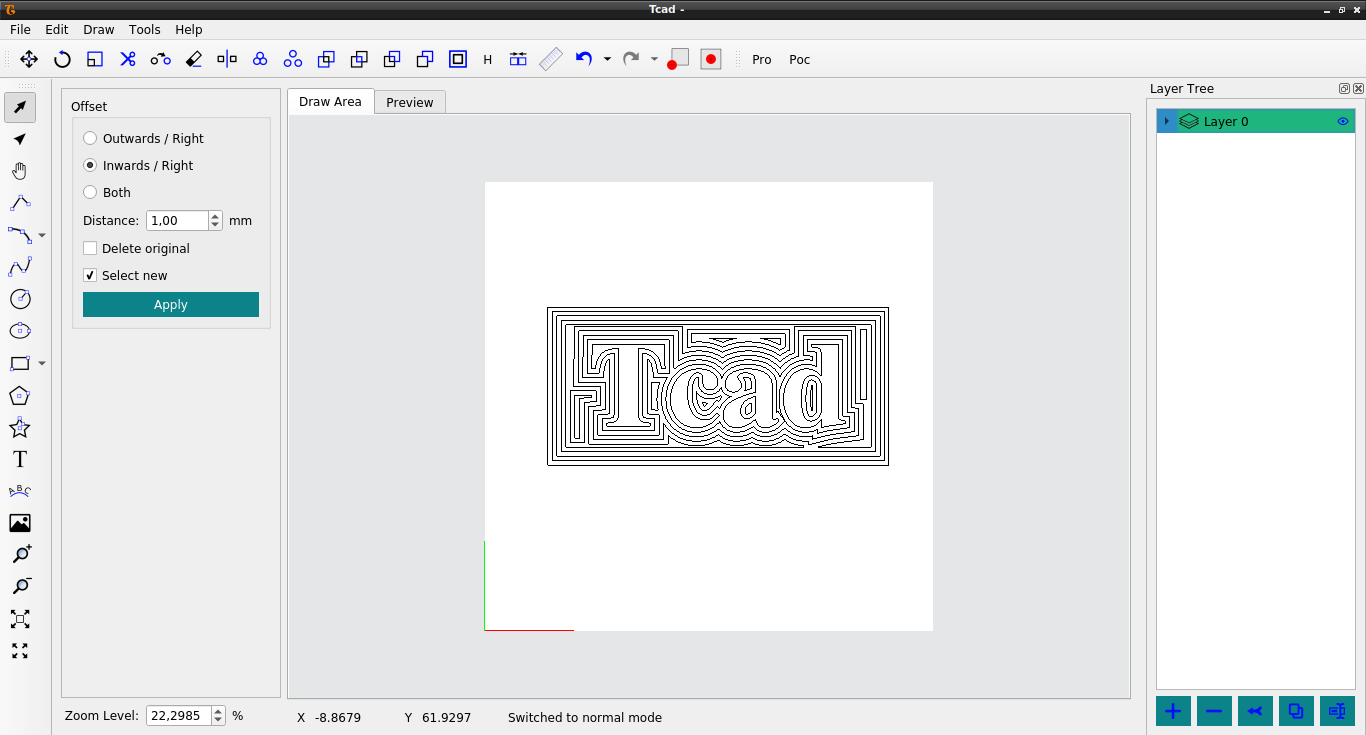 Tcad -
File Edit Draw Tools Help
H Pro Poc
Offset
Outwards / Right
Inwards / Right
Both
Distance: 1,00 mm
Delete original
Select new
Apply
Draw Area Preview
Tcad
Layer Tree
Layer 0
T
ABC
Zoom Level: 22,2985 %
X -8.8679 Y 61.9297 Switched to normal mode